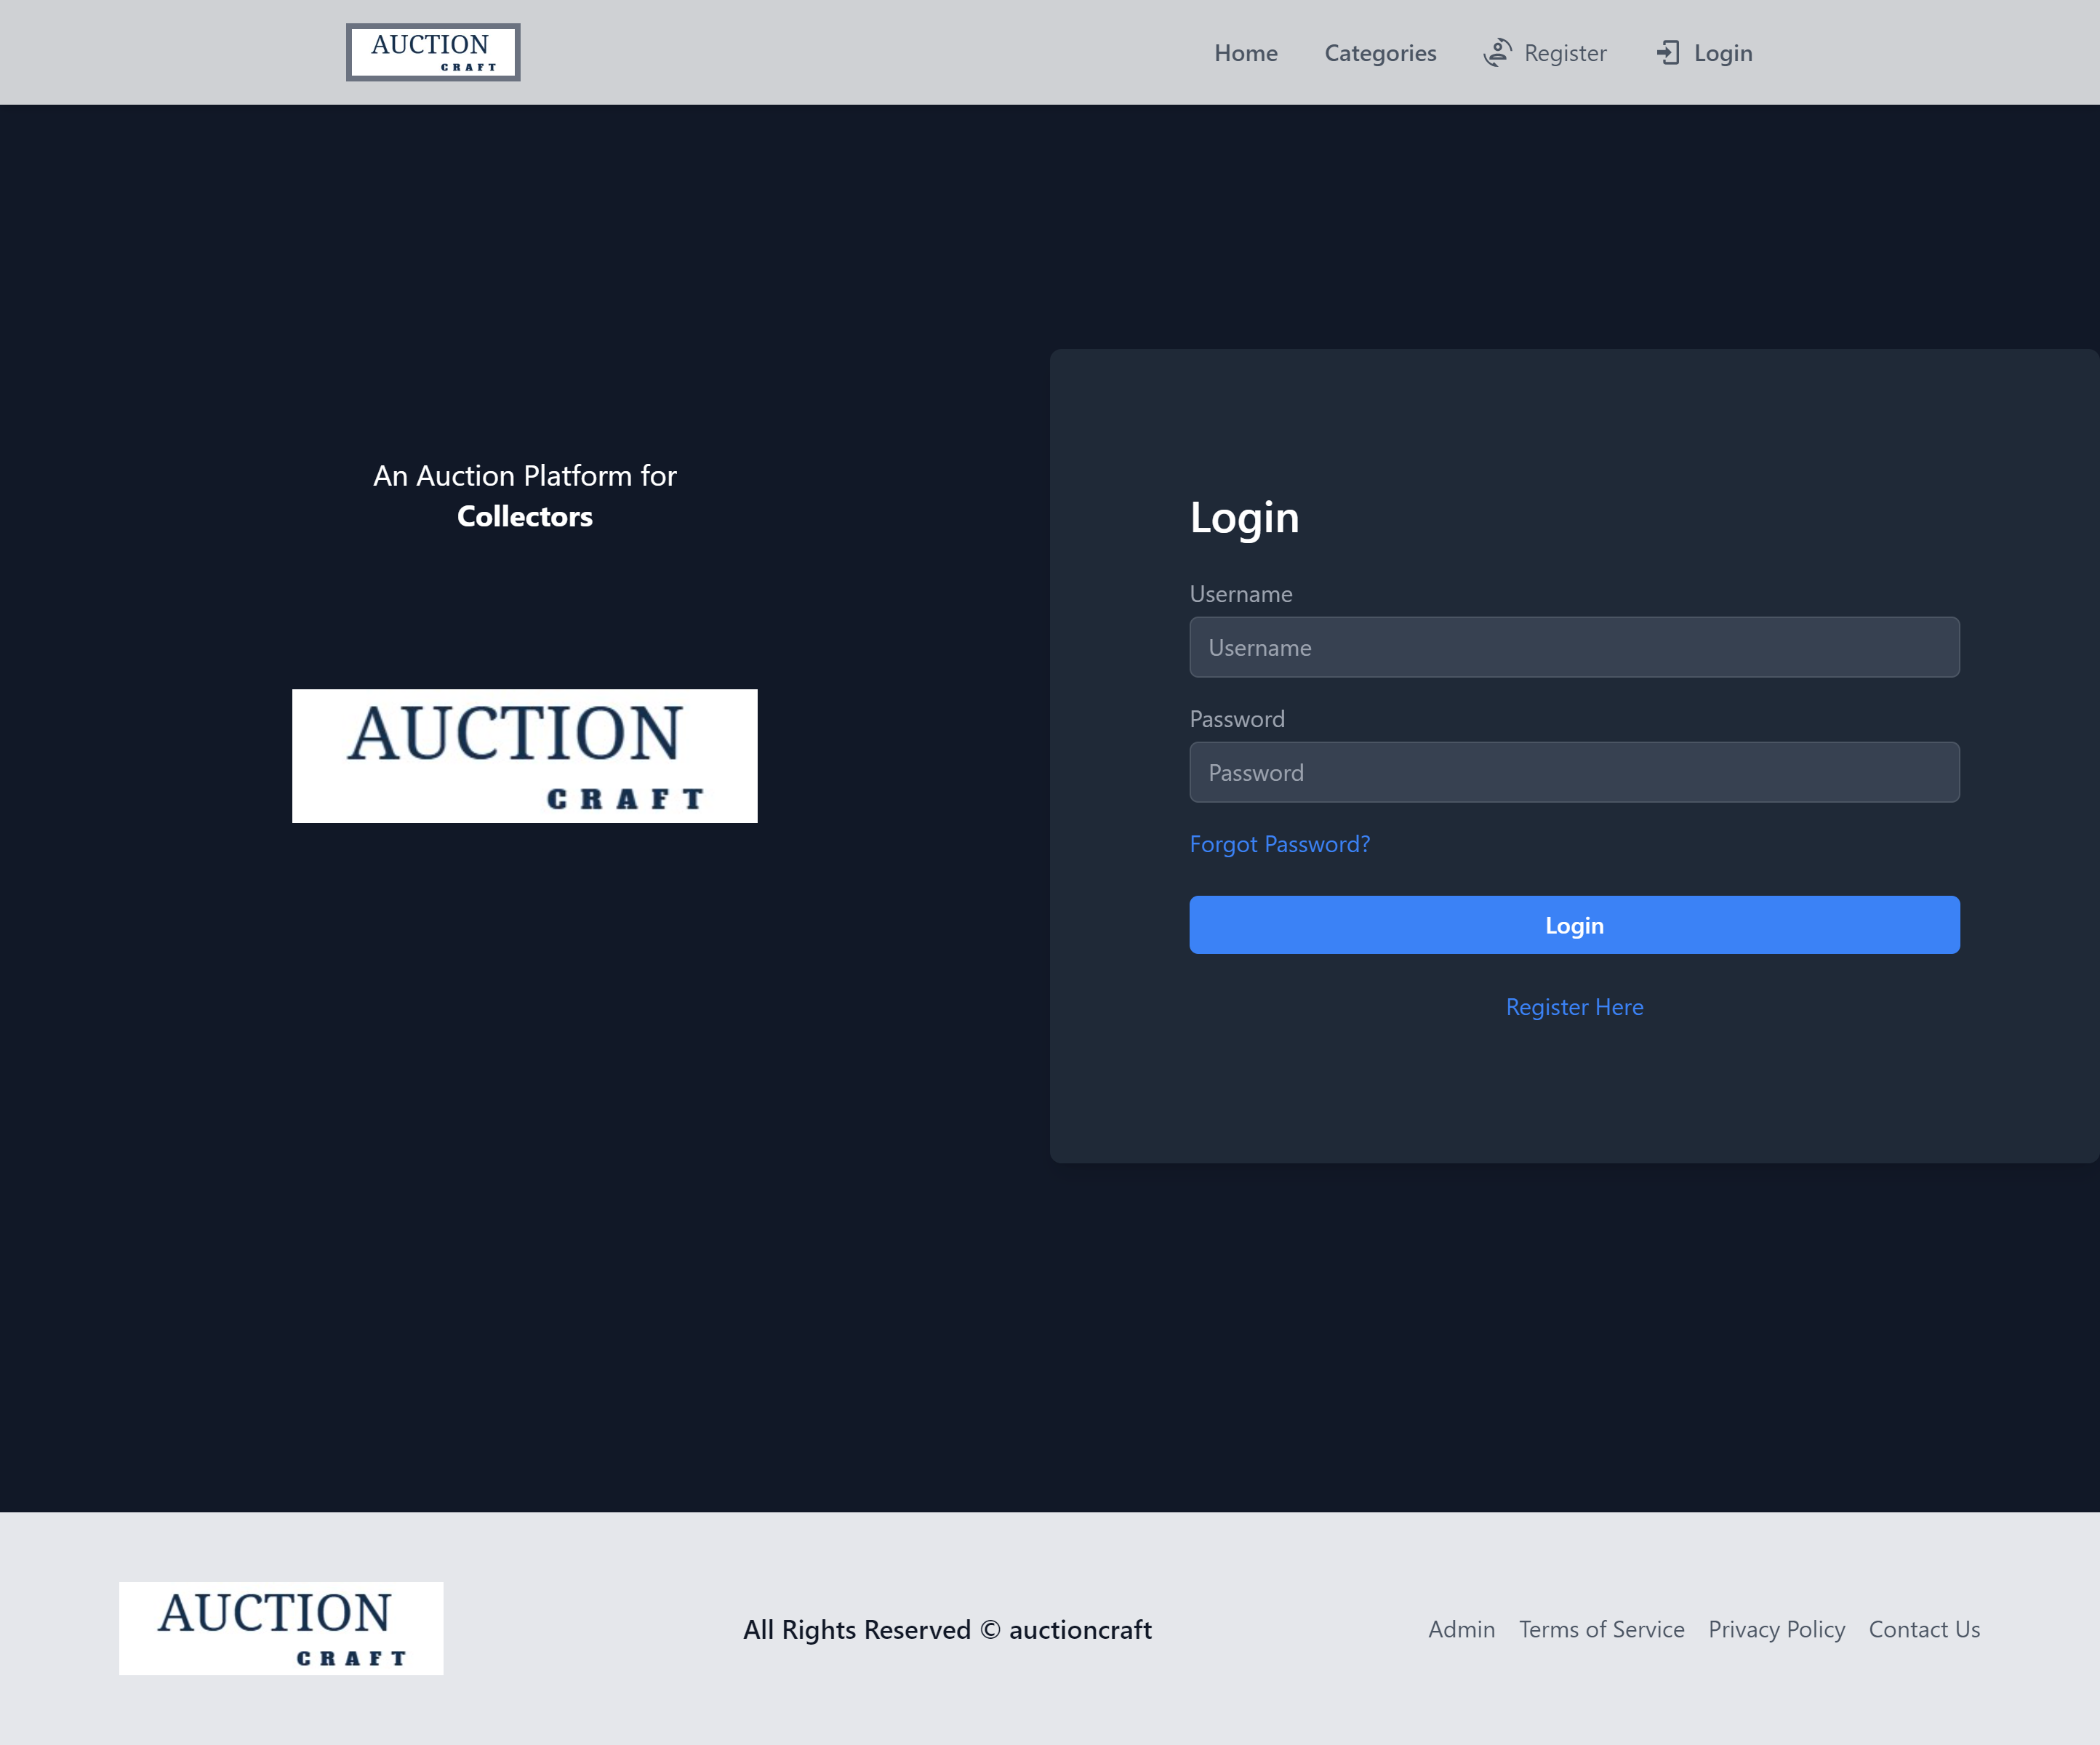 AUCTION
CRAFT
Home Categories Register Login
An Auction Platform for
Collectors
AUCTION
CRAFT
Login
Username
Username
Password
Password
Forgot Password?
Login
Register Here
AUCTION
CRAFT
All Rights Reserved © auctioncraft
Admin Terms of Service Privacy Policy Contact Us